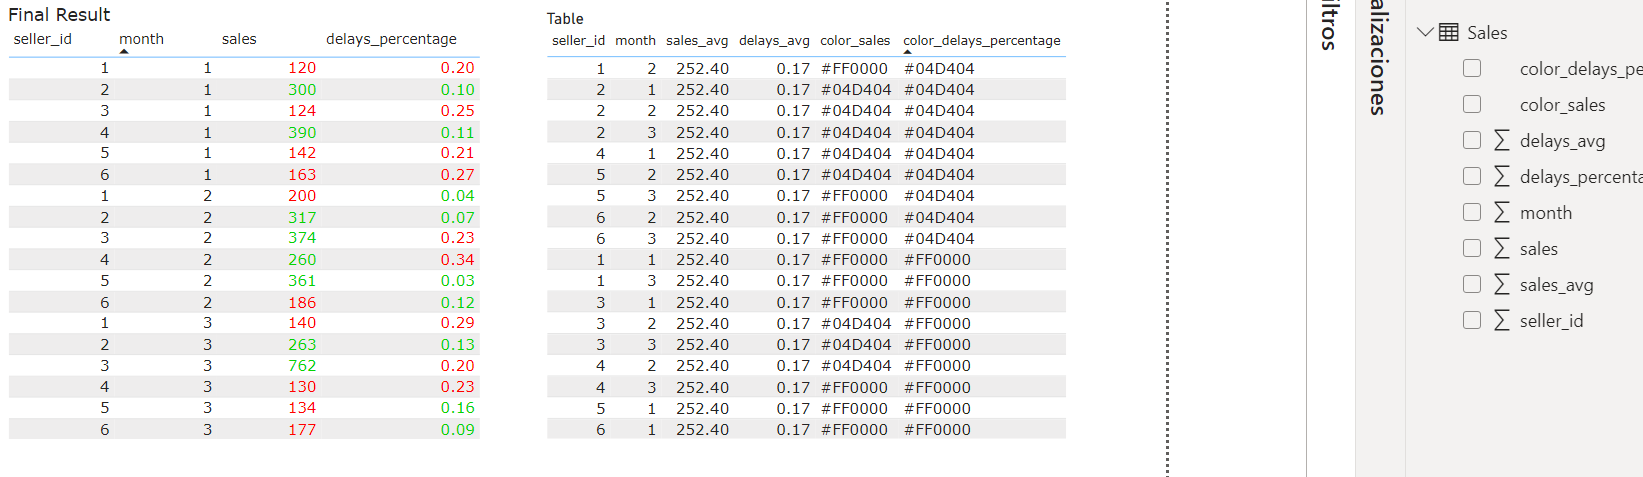 Final Result
seller_id month sales delays_percentage
1 1 120 0.20
2 1 300 0.10
3 1 124 0.25
4 1 390 0.11
5 1 142 0.21
6 1 163 0.27
1 2 200 0.04
2 2 317 0.07
3 2 374 0.23
4 2 260 0.34
5 2 361 0.03
6 2 186 0.12
1 3 140 0.29
2 3 263 0.13
3 3 762 0.20
4 3 130 0.23
5 3 134 0.16
6 3 177 0.09
Table
seller_id month sales_avg delays_avg color_sales color_delays_percentage
1 2 252.40 0.17 #FF0000 #04D404
2 1 252.40 0.17 #04D404 #04D404
2 2 252.40 0.17 #04D404 #04D404
2 3 252.40 0.17 #04D404 #04D404
4 1 252.40 0.17 #04D404 #04D404
5 2 252.40 0.17 #04D404 #04D404
5 3 252.40 0.17 #FF0000 #04D404
6 2 252.40 0.17 #FF0000 #04D404
6 3 252.40 0.17 #FF0000 #04D404
1 1 252.40 0.17 #FF0000 #FF0000
1 3 252.40 0.17 #FF0000 #FF0000
3 1 252.40 0.17 #FF0000 #FF0000
3 2 252.40 0.17 #04D404 #FF0000
3 3 252.40 0.17 #04D404 #FF0000
4 2 252.40 0.17 #04D404 #FF0000
4 3 252.40 0.17 #FF0000 #FF0000
5 1 252.40 0.17 #FF0000 #FF0000
6 1 252.40 0.17 #FF0000 #FF0000
iltros
alizaciones
Sales
color_delays_pe
color_sales
∑ delays_avg
∑ delays_percenta
∑ month
∑ sales
∑ sales_avg
∑ seller_id